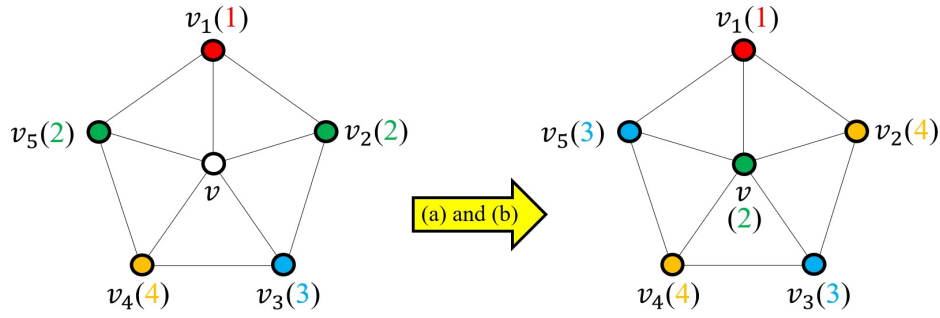 v₁(1)
v₅(2)
v₂(2)
v
v₄(4)
v₃(3)
(a) and (b)
v₁(1)
v₅(3)
v₂(4)
v
(2)
v₄(4)
v₃(3)